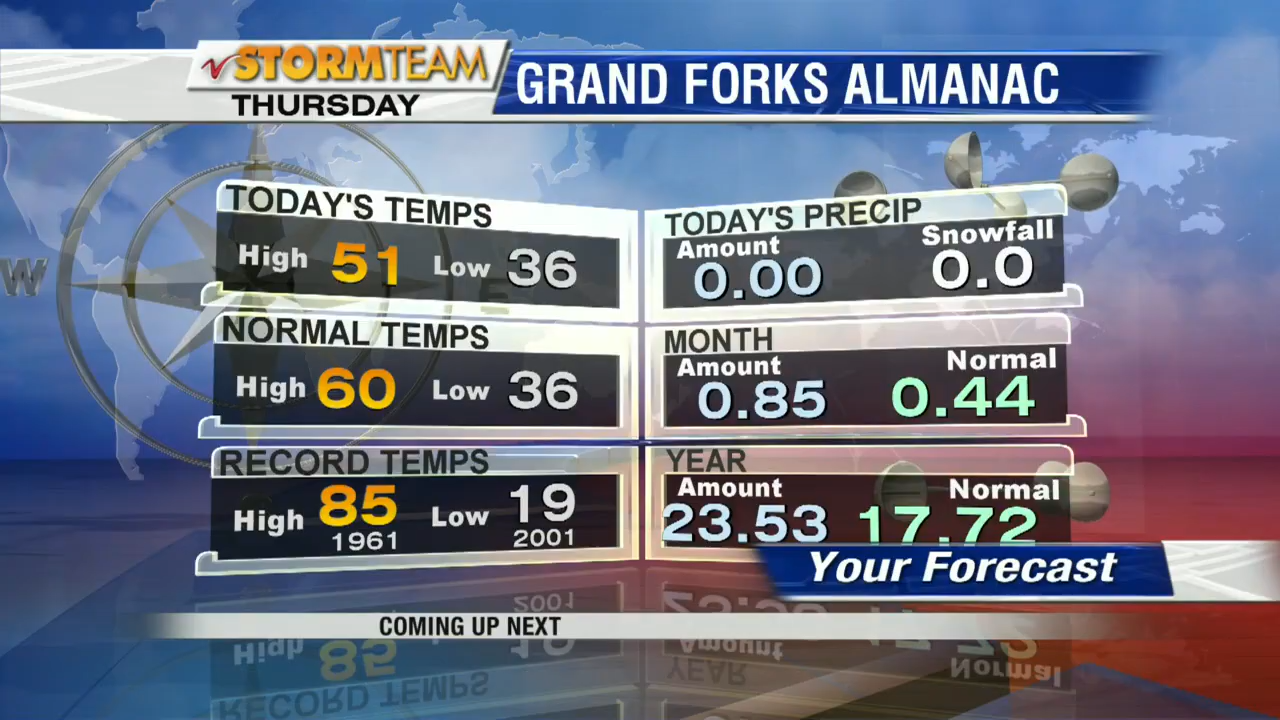 STORMTEAM
THURSDAY
GRAND FORKS ALMANAC
W
E
TODAY'S TEMPS
High 51 Low 36
NORMAL TEMPS
High 60 Low 36
RECORD TEMPS
High 85 Low 19
1961 2001
TODAY'S PRECIP
Amount Snowfall
0.00 0.0
MONTH
Amount Normal
0.85 0.44
YEAR
Amount Normal
23.53 17.72
Your Forecast
COMING UP NEXT